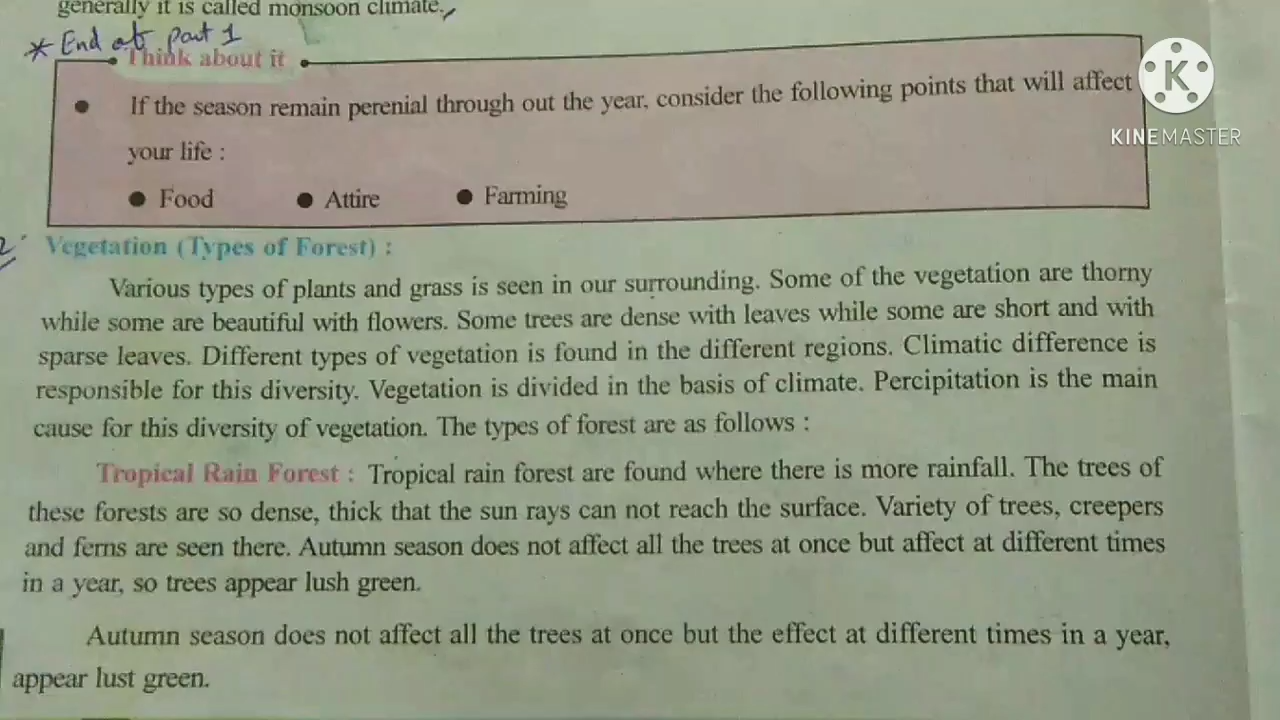 generally it is called monsoon climate.
* End of part 1
Think about it
● If the season remain perenial through out the year, consider the following points that will affect
your life :
● Food ● Attire ● Farming
K
KINEMASTER
2 Vegetation (Types of Forest) :
Various types of plants and grass is seen in our surrounding. Some of the vegetation are thorny
while some are beautiful with flowers. Some trees are dense with leaves while some are short and with
sparse leaves. Different types of vegetation is found in the different regions. Climatic difference is
responsible for this diversity. Vegetation is divided in the basis of climate. Percipitation is the main
cause for this diversity of vegetation. The types of forest are as follows :
Tropical Rain Forest : Tropical rain forest are found where there is more rainfall. The trees of
these forests are so dense, thick that the sun rays can not reach the surface. Variety of trees, creepers
and ferns are seen there. Autumn season does not affect all the trees at once but affect at different times
in a year, so trees appear lush green.
Autumn season does not affect all the trees at once but the effect at different times in a year,
appear lust green.